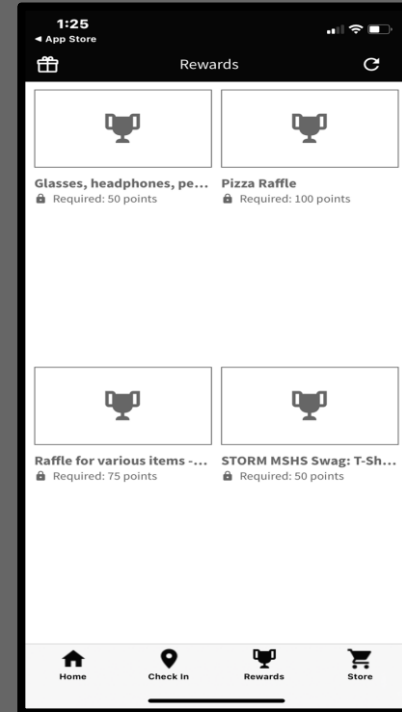 1:25
◄ App Store
Rewards
Glasses, headphones, pe...
Required: 50 points
Pizza Raffle
Required: 100 points
Raffle for various items -...
Required: 75 points
STORM MSHS Swag: T-Sh...
Required: 50 points
Home
Check In
Rewards
Store